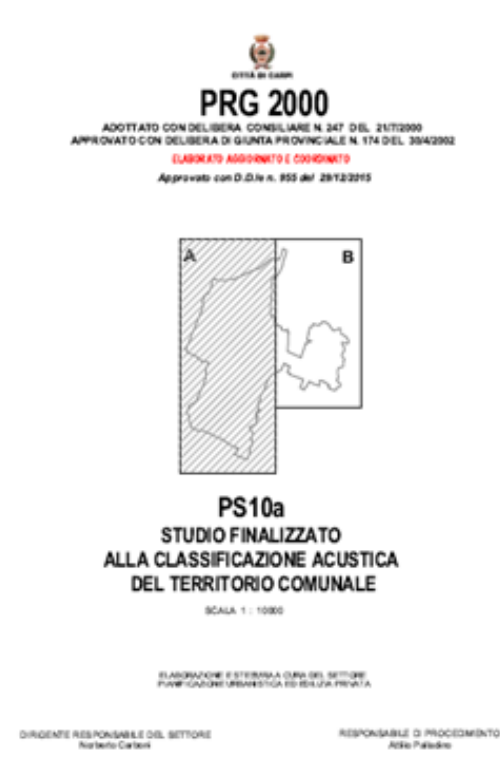 CITTÀ DI CARPI
PRG 2000
ADOTTATO CON DELIBERA CONSILIARE N. 247 DEL 21/7/2000
APPROVATO CON DELIBERA DI GIUNTA PROVINCIALE N. 174 DEL 30/4/2002
ELABORATO AGGIORNATO E COORDINATO
Approvato con D.D.le n. 955 del 29/12/2015
A
B
PS10a
STUDIO FINALIZZATO
ALLA CLASSIFICAZIONE ACUSTICA
DEL TERRITORIO COMUNALE
SCALA 1 : 10000
ELABORAZIONE E STESURA A CURA DEL SETTORE
PIANIFICAZIONE URBANISTICA ED EDILIZIA PRIVATA
DIRIGENTE RESPONSABILE DEL SETTORE
Norberto Carboni
RESPONSABILE DI PROCEDIMENTO
Attilio Palladino